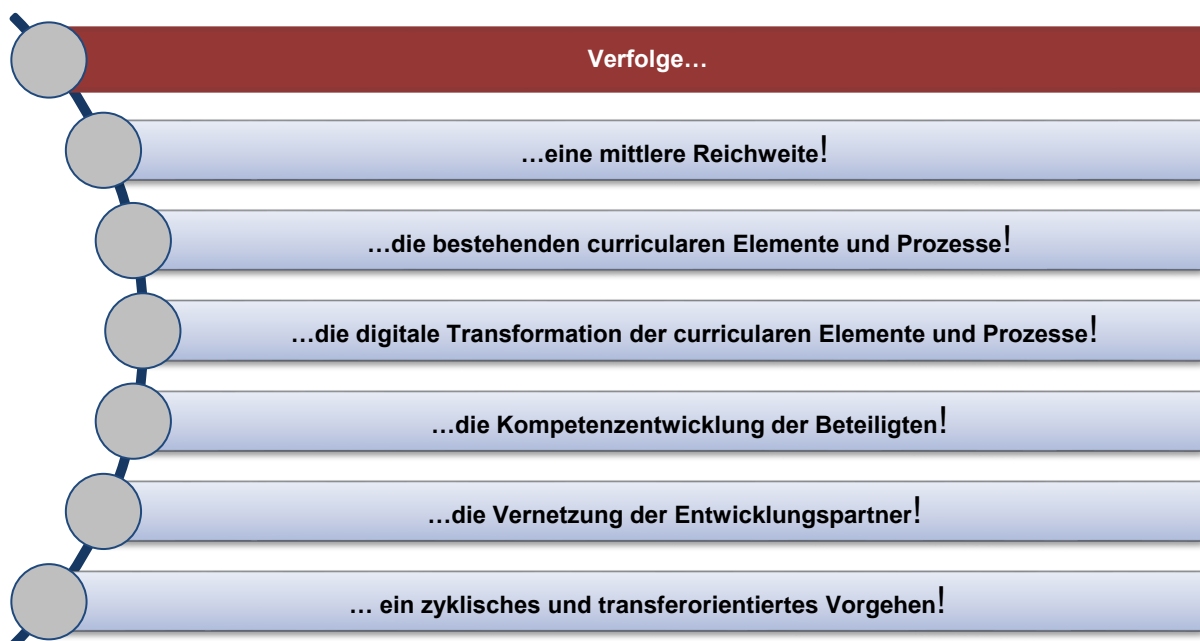 Verfolge…
…eine mittlere Reichweite!
…die bestehenden curricularen Elemente und Prozesse!
…die digitale Transformation der curricularen Elemente und Prozesse!
…die Kompetenzentwicklung der Beteiligten!
…die Vernetzung der Entwicklungspartner!
… ein zyklisches und transferorientiertes Vorgehen!